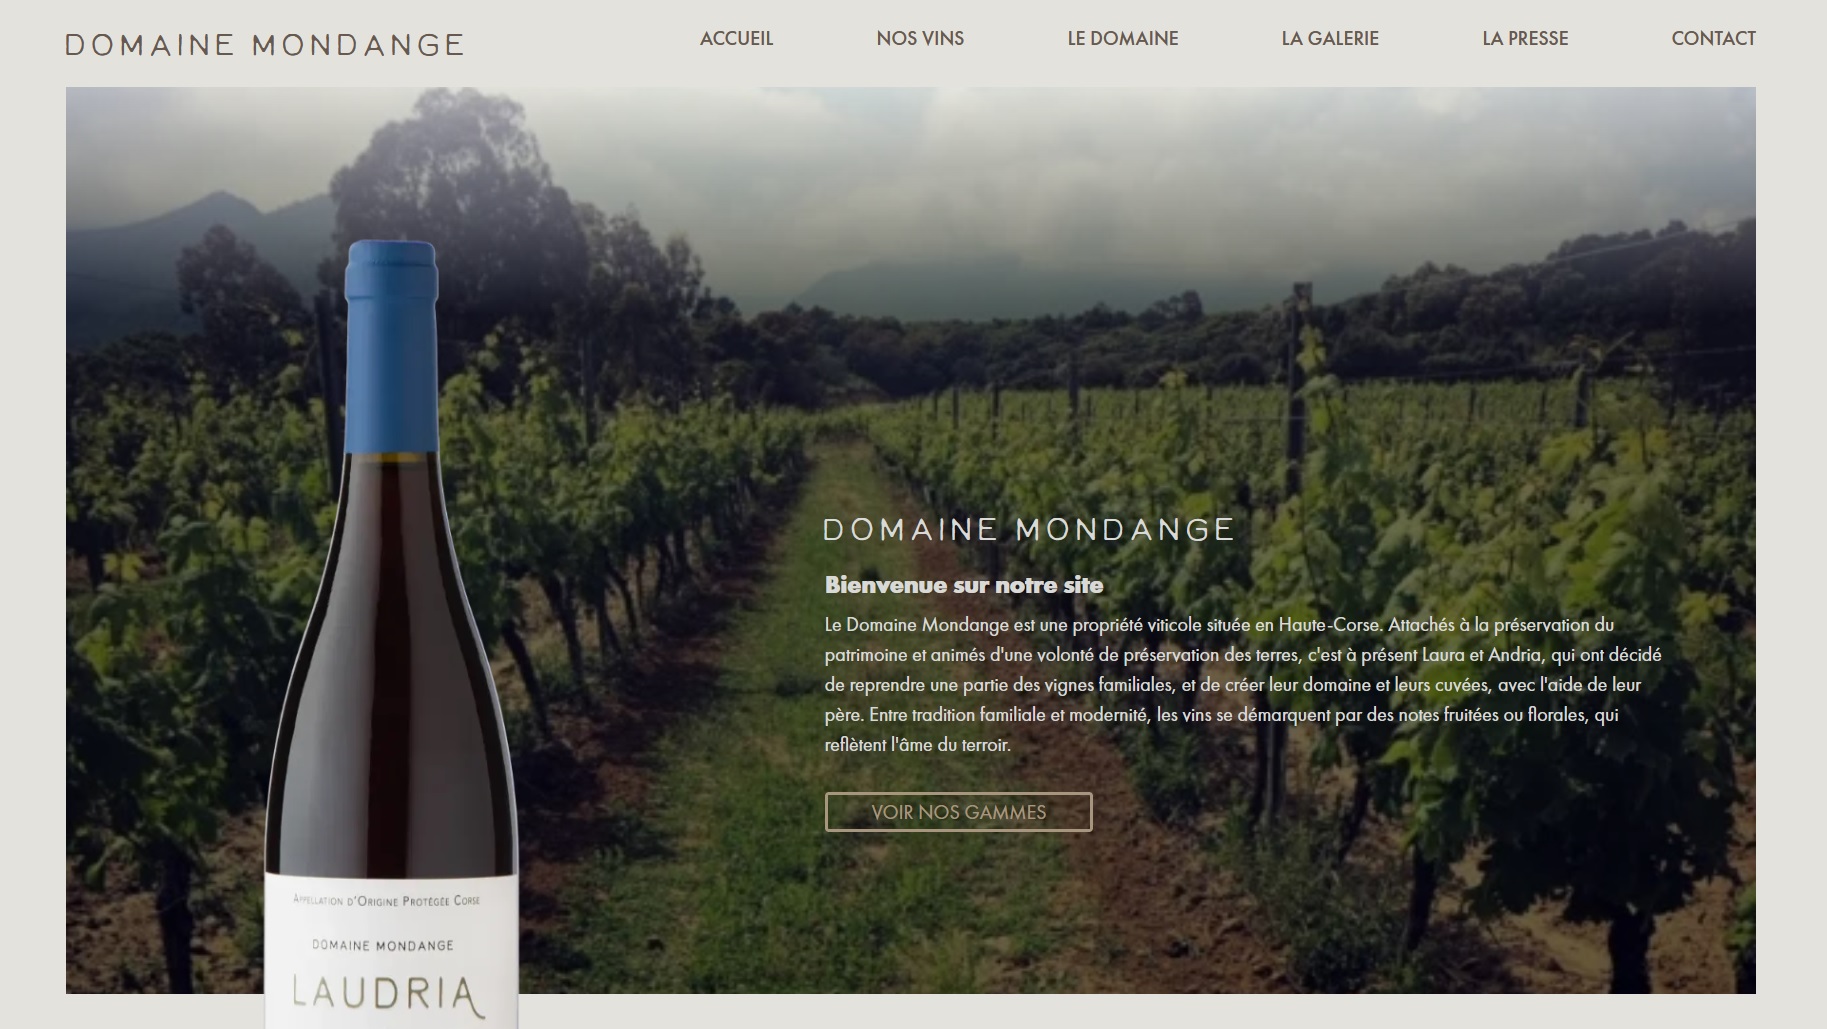 DOMAINE MONDANGE
ACCUEIL
NOS VINS
LE DOMAINE
LA GALERIE
LA PRESSE
CONTACT
DOMAINE MONDANGE
Bienvenue sur notre site
Le Domaine Mondange est une propriété viticole située en Haute-Corse. Attachés à la préservation du
patrimoine et animés d'une volonté de préservation des terres, c'est à présent Laura et Andria, qui ont décidé
de reprendre une partie des vignes familiales, et de créer leur domaine et leurs cuvées, avec l'aide de leur
père. Entre tradition familiale et modernité, les vins se démarquent par des notes fruitées ou florales, qui
reflètent l'âme du terroir.
VOIR NOS GAMMES
Appellation d'Origine Protégée Corse
DOMAINE MONDANGE
LAUDRIA